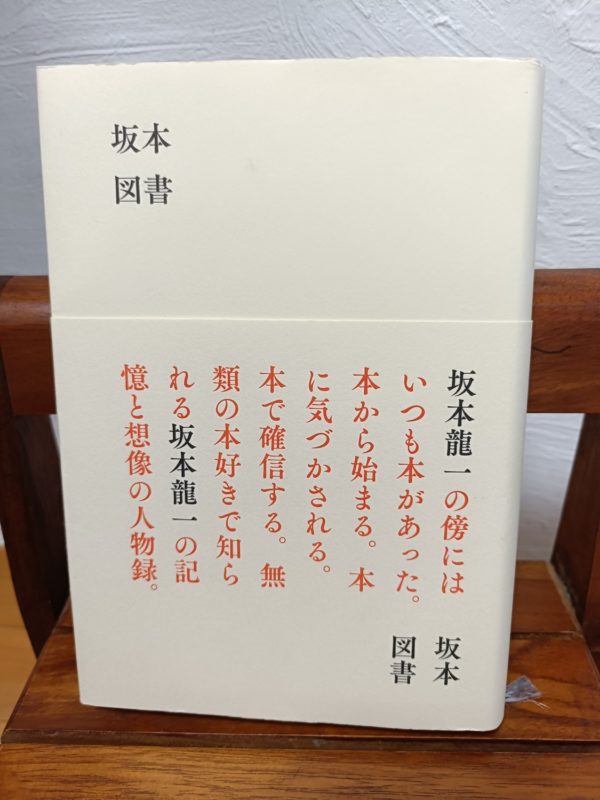 坂本
図書
坂本龍一の傍には
いつも本があった。
本から始まる。本
に気づかされる。
本で確信する。無
類の本好きで知ら
れる坂本龍一の記
憶と想像の人物録。
坂本
図書